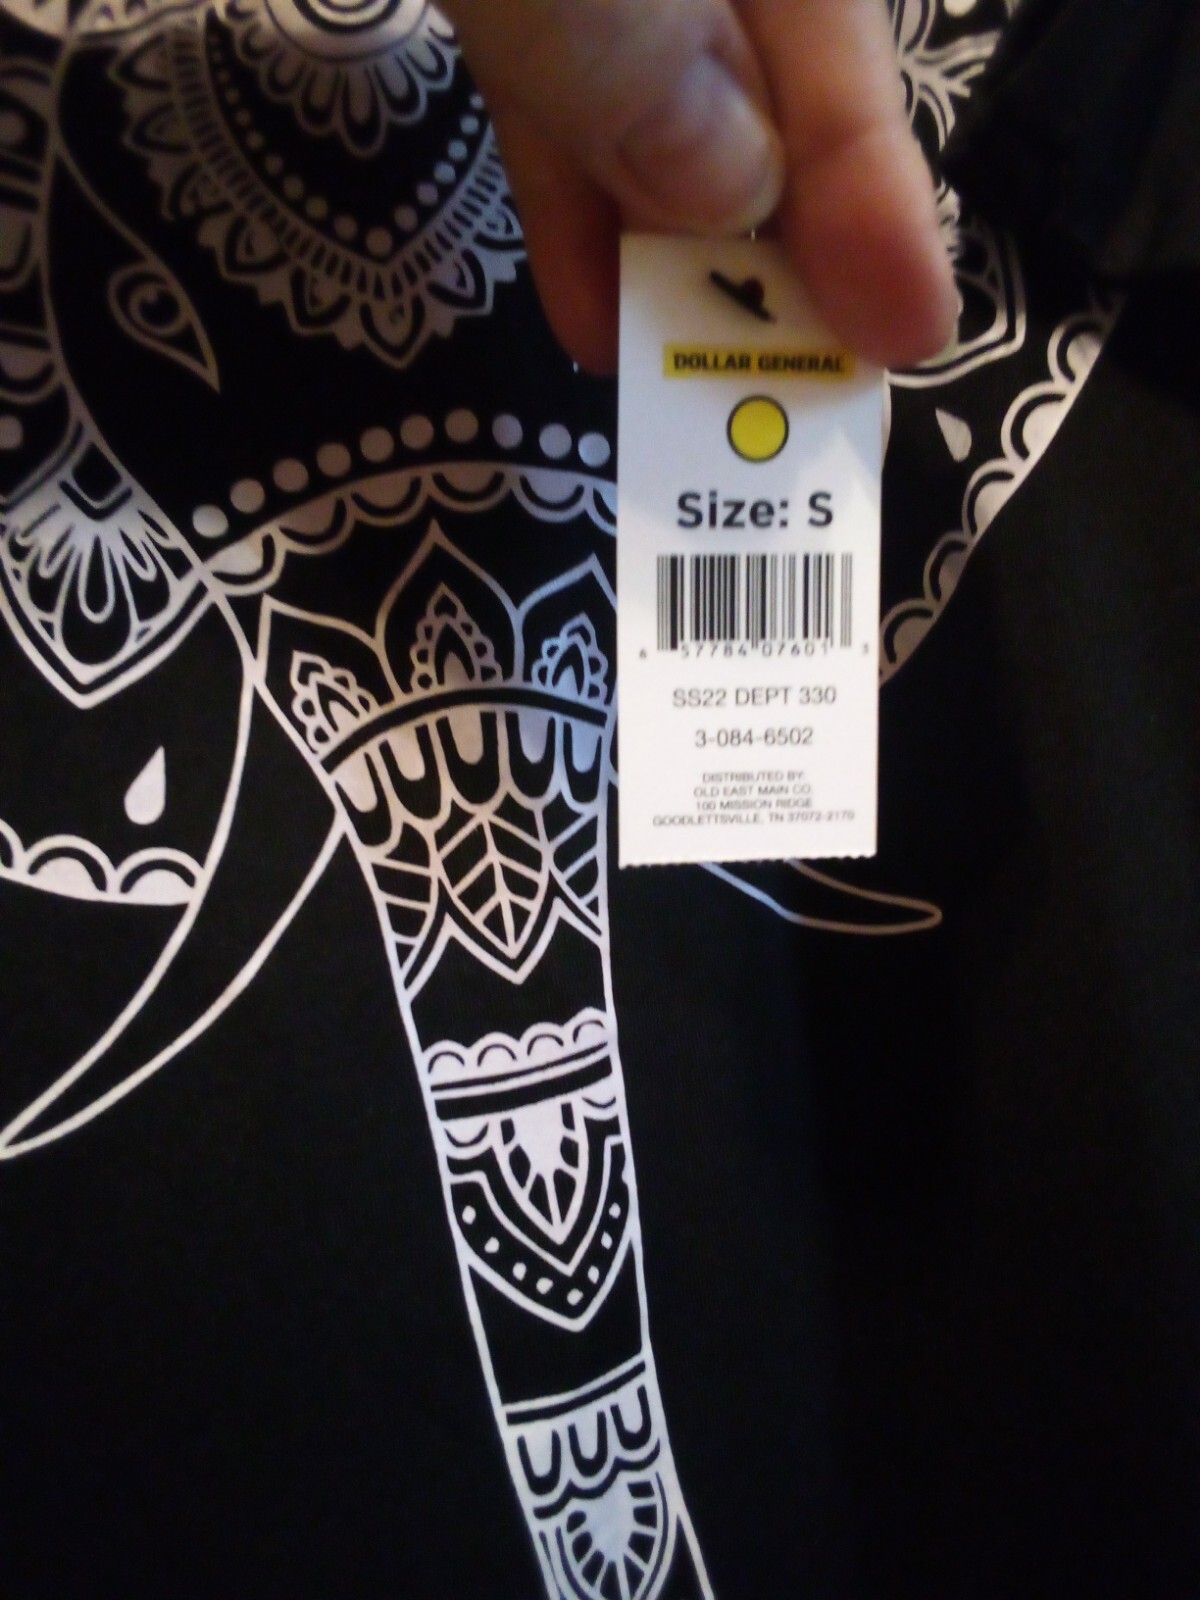 DOLLAR GENERAL
Size: S
6 57784 07601 3
SS22 DEPT 330
3-084-6502
DISTRIBUTED BY:
OLD EAST MAIN CO.
100 MISSION RIDGE
GOODLETTSVILLE, TN 37072-2170